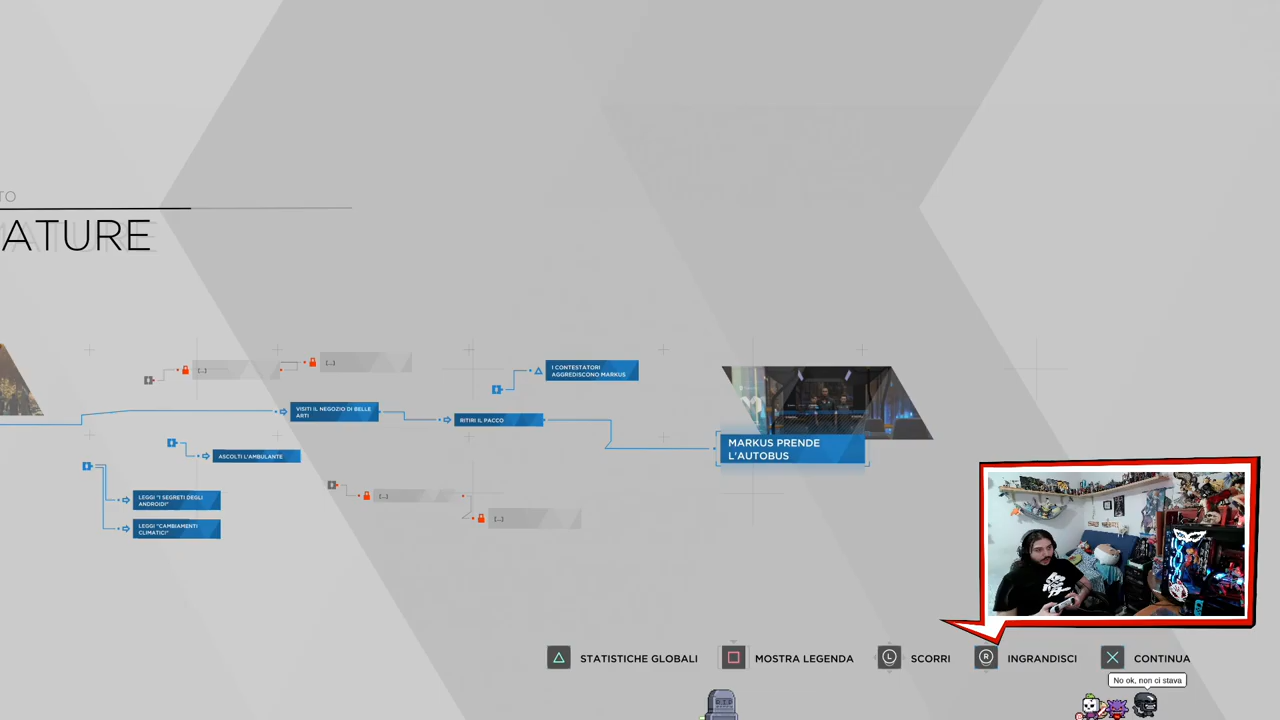 TO
ATURE
[...]
[...]
I CONTESTATORI
AGGREDISCONO MARKUS
VISITI IL NEGOZIO DI BELLE
ARTI
RITIRI IL PACCO
MARKUS PRENDE
L'AUTOBUS
ASCOLTI L'AMBULANTE
LEGGI "I SEGRETI DEGLI
ANDROIDI"
LEGGI "CAMBIAMENTI
CLIMATICI"
[...]
[...]
STATISTICHE GLOBALI
MOSTRA LEGENDA
L
SCORRI
R
INGRANDISCI
CONTINUA
No ok, non ci stava